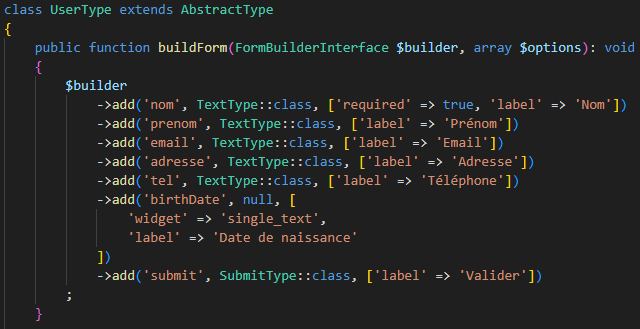 class UserType extends AbstractType
{
    public function buildForm(FormBuilderInterface $builder, array $options): void
    {
        $builder
            ->add('nom', TextType::class, ['required' => true, 'label' => 'Nom'])
            ->add('prenom', TextType::class, ['label' => 'Prénom'])
            ->add('email', TextType::class, ['label' => 'Email'])
            ->add('adresse', TextType::class, ['label' => 'Adresse'])
            ->add('tel', TextType::class, ['label' => 'Téléphone'])
            ->add('birthDate', null, [
                'widget' => 'single_text',
                'label' => 'Date de naissance'
            ])
            ->add('submit', SubmitType::class, ['label' => 'Valider'])
        ;
    }